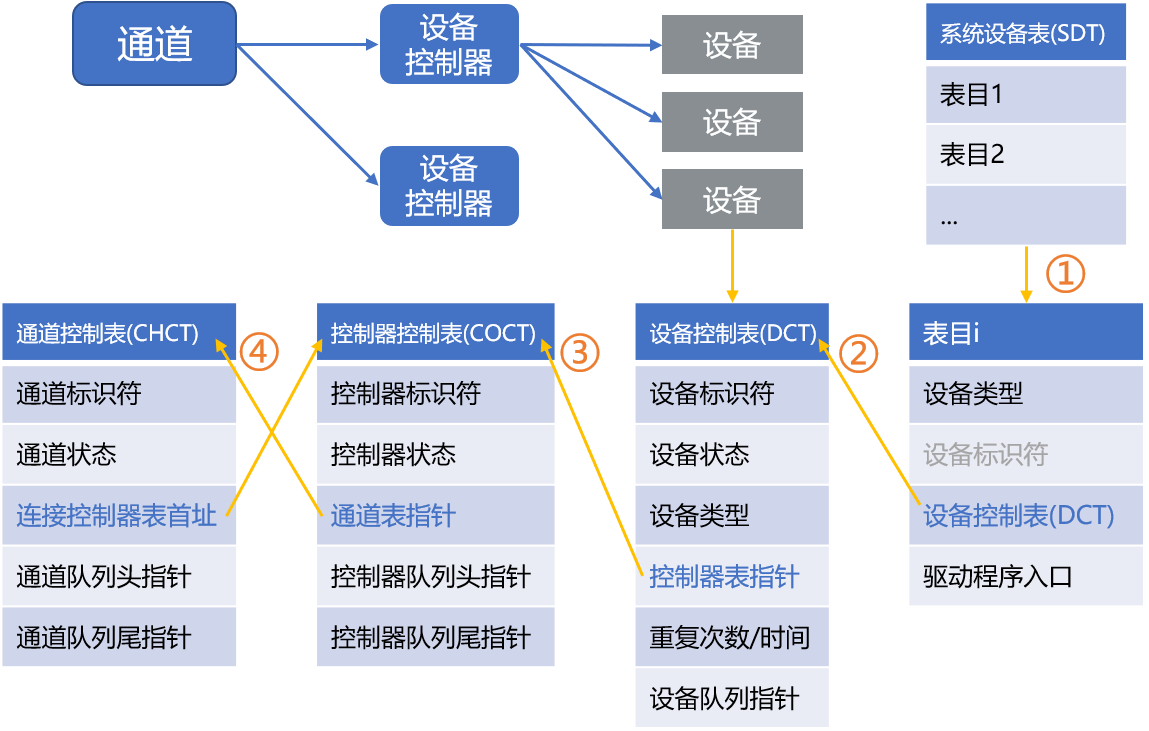 通道
设备
控制器
设备
控制器
设备
设备
设备
系统设备表(SDT)
表目1
表目2
...
①
通道控制表(CHCT)
通道标识符
通道状态
连接控制器表首址
通道队列头指针
通道队列尾指针
④
控制器控制表(COCT)
控制器标识符
控制器状态
通道表指针
控制器队列头指针
控制器队列尾指针
③
设备控制表(DCT)
设备标识符
设备状态
设备类型
控制器表指针
重复次数/时间
设备队列指针
②
表目i
设备类型
设备标识符
设备控制表(DCT)
驱动程序入口